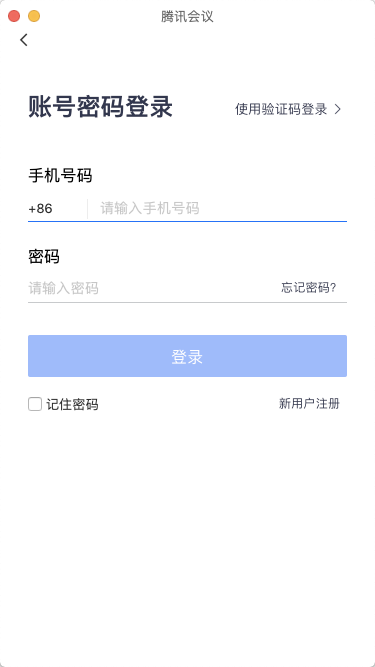 腾讯会议
账号密码登录
使用验证码登录
手机号码
+86 请输入手机号码
密码
请输入密码 忘记密码?
登录
记住密码 新用户注册